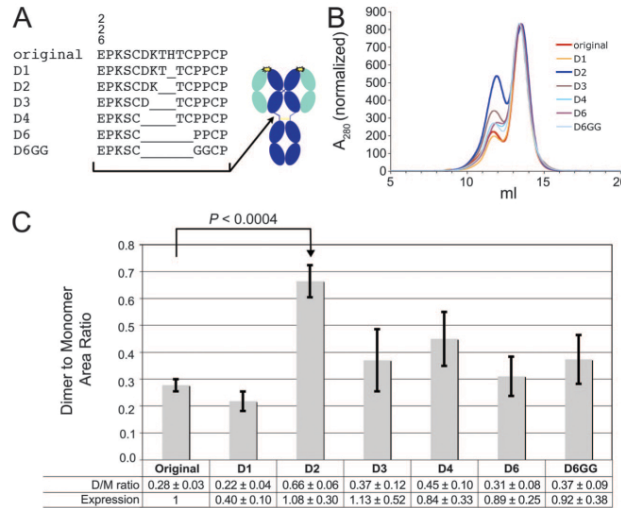 A
2
2
6
original EPKSCDKTHTCPPCP
D1 EPKSCDKT_TCPPCP
D2 EPKSCDK__TCPPCP
D3 EPKSCD___TCPPCP
D4 EPKSC____TCPPCP
D6 EPKSC______PPCP
D6GG EPKSC______GGCP
B
A280 (normalized)
900
800
700
600
500
400
300
200
100
0
5 10 15 20
ml
original
D1
D2
D3
D4
D6
D6GG
C
P < 0.0004
Dimer to Monomer
Area Ratio
0.8
0.7
0.6
0.5
0.4
0.3
0.2
0.1
0.0
Original D1 D2 D3 D4 D6 D6GG
D/M ratio 0.28 ± 0.03 0.22 ± 0.04 0.66 ± 0.06 0.37 ± 0.12 0.45 ± 0.10 0.31 ± 0.08 0.37 ± 0.09
Expression 1 0.40 ± 0.10 1.08 ± 0.30 1.13 ± 0.52 0.84 ± 0.33 0.89 ± 0.25 0.92 ± 0.38